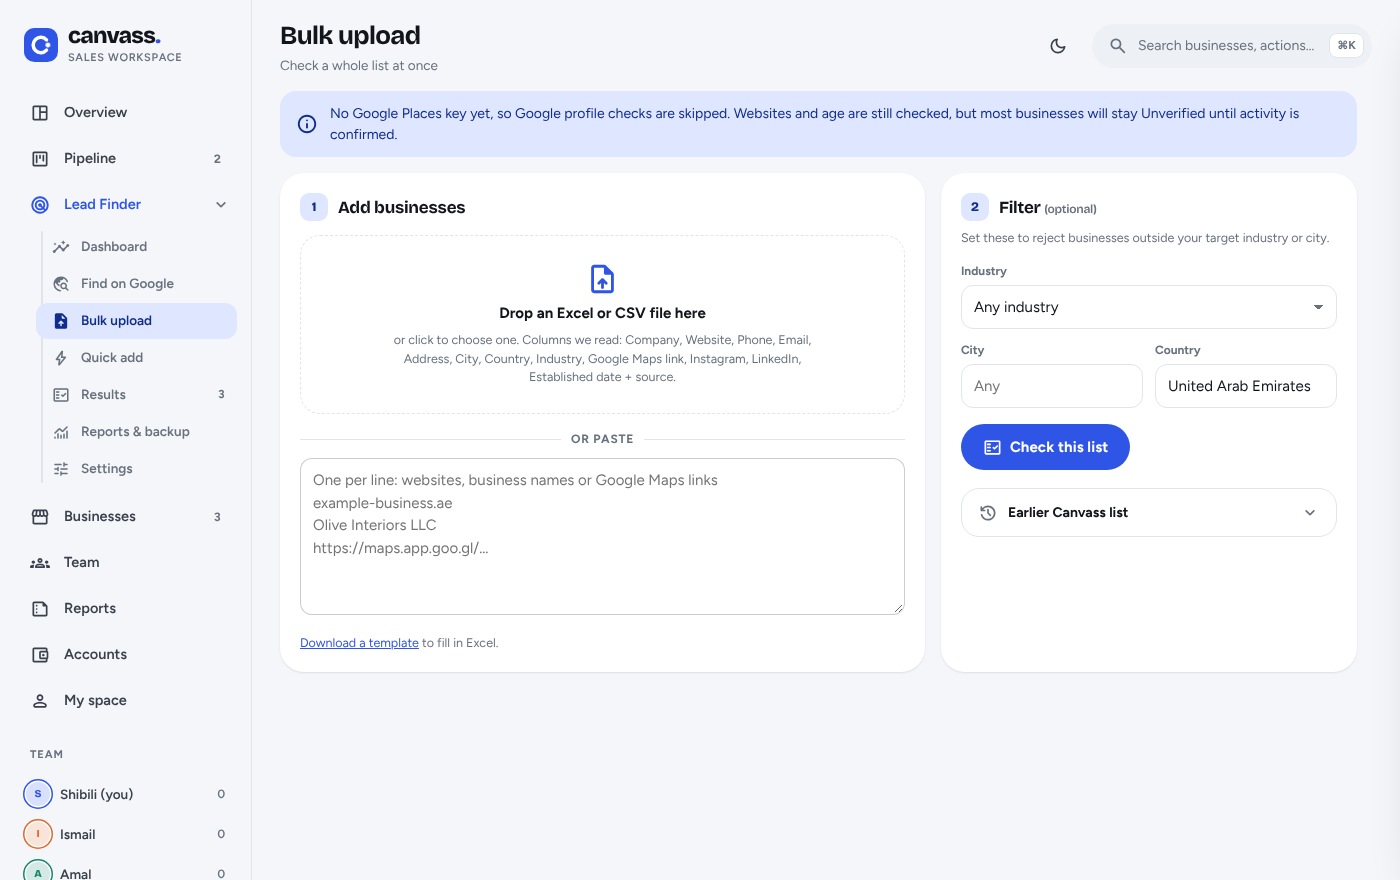 canvass.
SALES WORKSPACE
Overview
Pipeline 2
Lead Finder
Dashboard
Find on Google
Bulk upload
Quick add
Results 3
Reports & backup
Settings
Businesses 3
Team
Reports
Accounts
My space
TEAM
S Shibili (you) 0
I Ismail 0
A Amal 0
Bulk upload
Check a whole list at once
Search businesses, actions... ⌘K
No Google Places key yet, so Google profile checks are skipped. Websites and age are still checked, but most businesses will stay Unverified until activity is
confirmed.
1 Add businesses
Drop an Excel or CSV file here
or click to choose one. Columns we read: Company, Website, Phone, Email,
Address, City, Country, Industry, Google Maps link, Instagram, LinkedIn,
Established date + source.
OR PASTE
One per line: websites, business names or Google Maps links
example-business.ae
Olive Interiors LLC
https://maps.app.goo.gl/...
Download a template to fill in Excel.
2 Filter (optional)
Set these to reject businesses outside your target industry or city.
Industry
Any industry
City Country
Any United Arab Emirates
Check this list
Earlier Canvass list